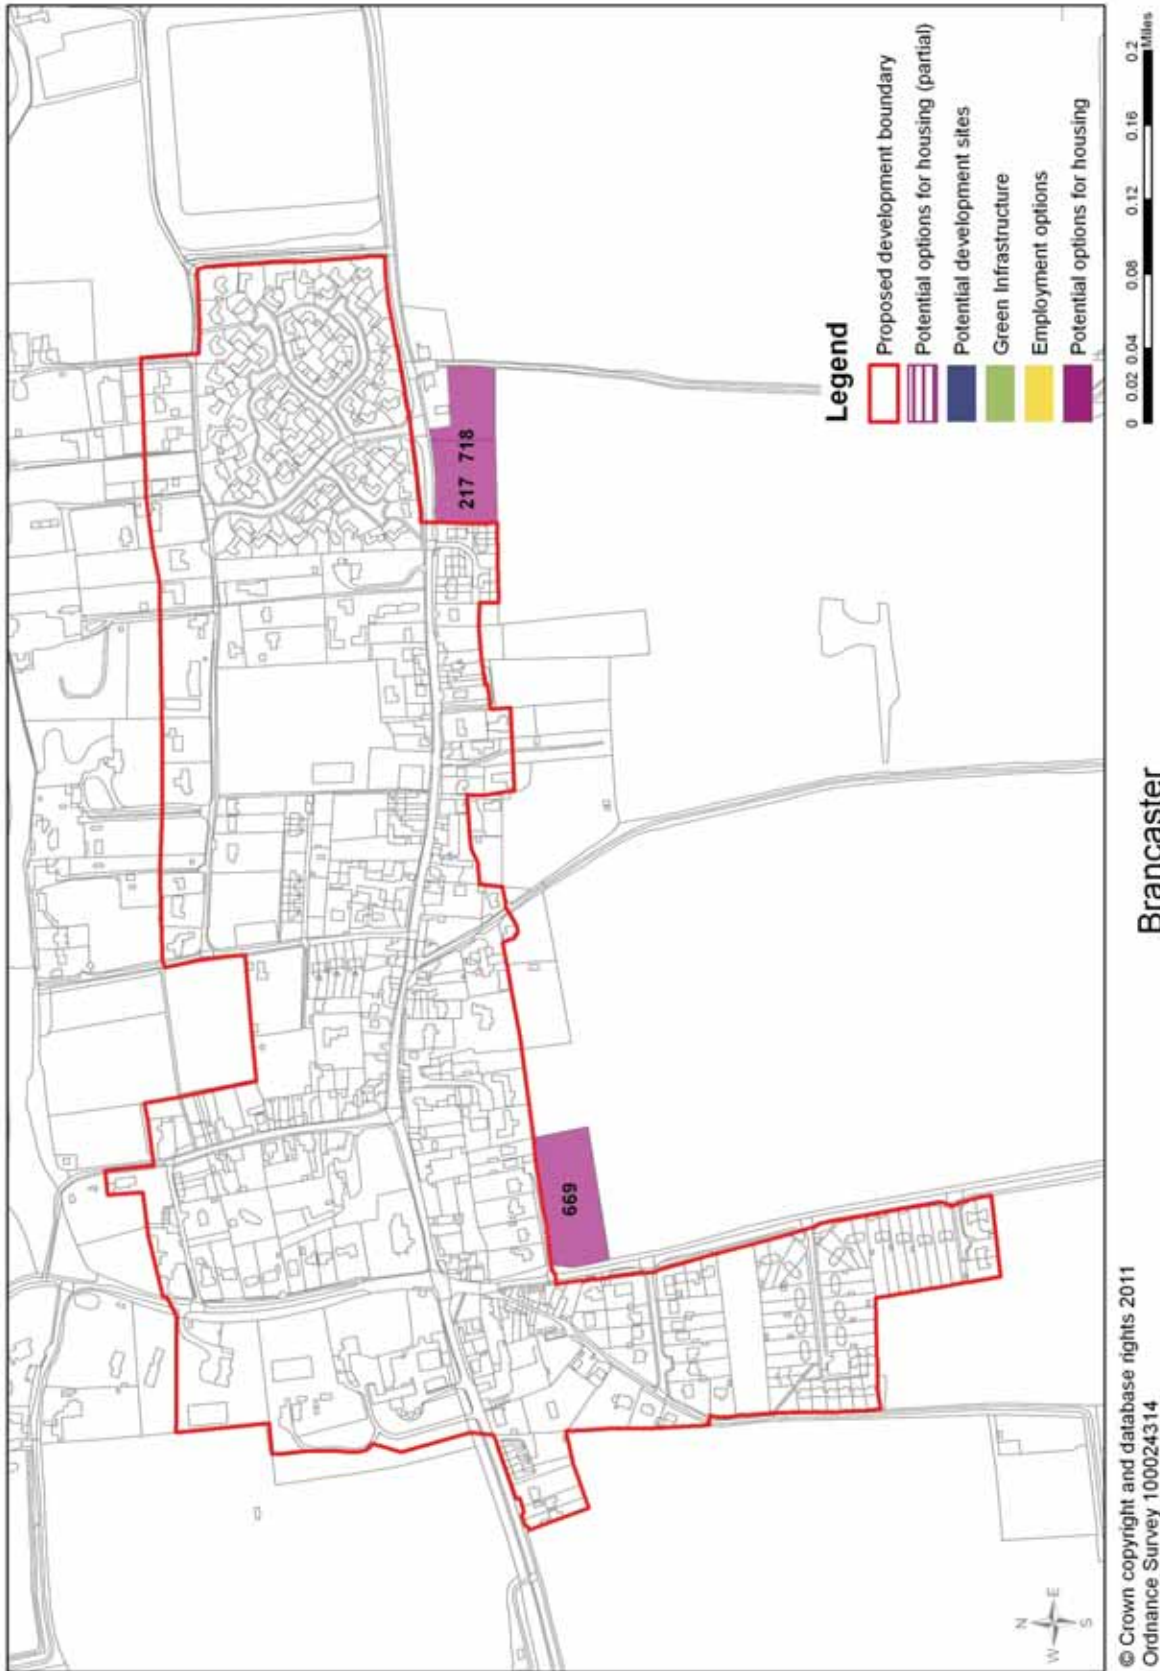 217 718
669
Legend
Proposed development boundary
Potential options for housing (partial)
Potential development sites
Green Infrastructure
Employment options
Potential options for housing
N
W E
S
0 0.02 0.04 0.08 0.12 0.16 0.2
Miles
Brancaster
© Crown copyright and database rights 2011
Ordnance Survey 100024314